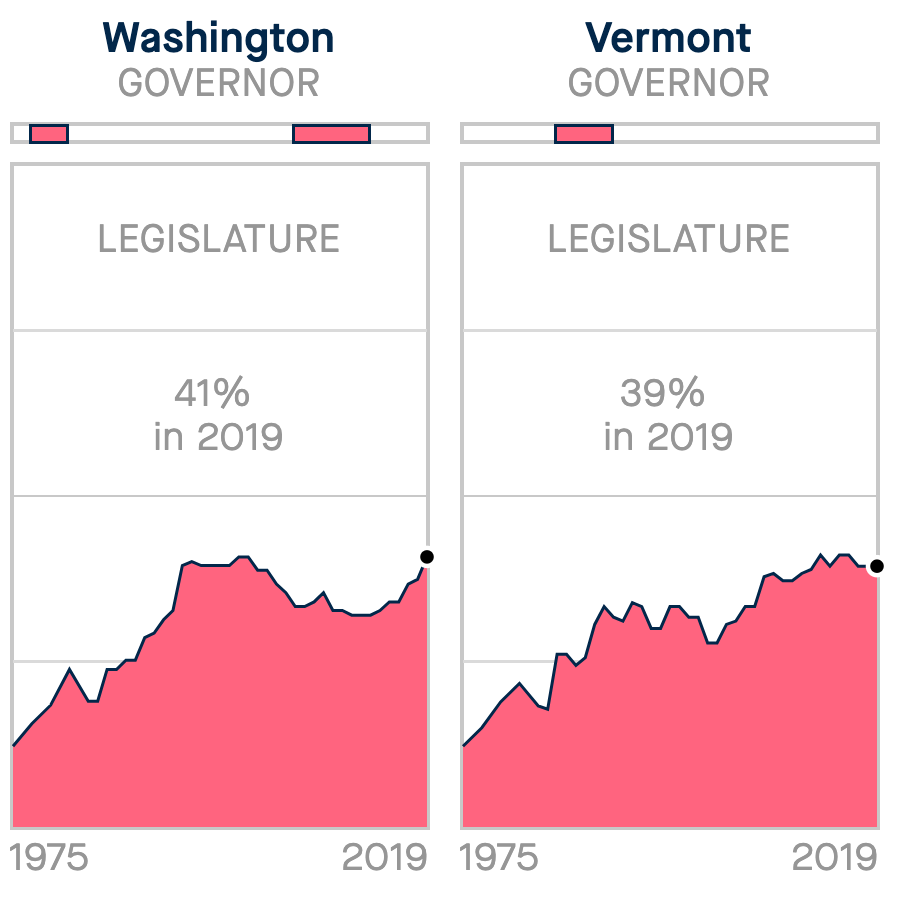 Washington
GOVERNOR
LEGISLATURE
41%
in 2019
1975
2019
Vermont
GOVERNOR
LEGISLATURE
39%
in 2019
1975
2019